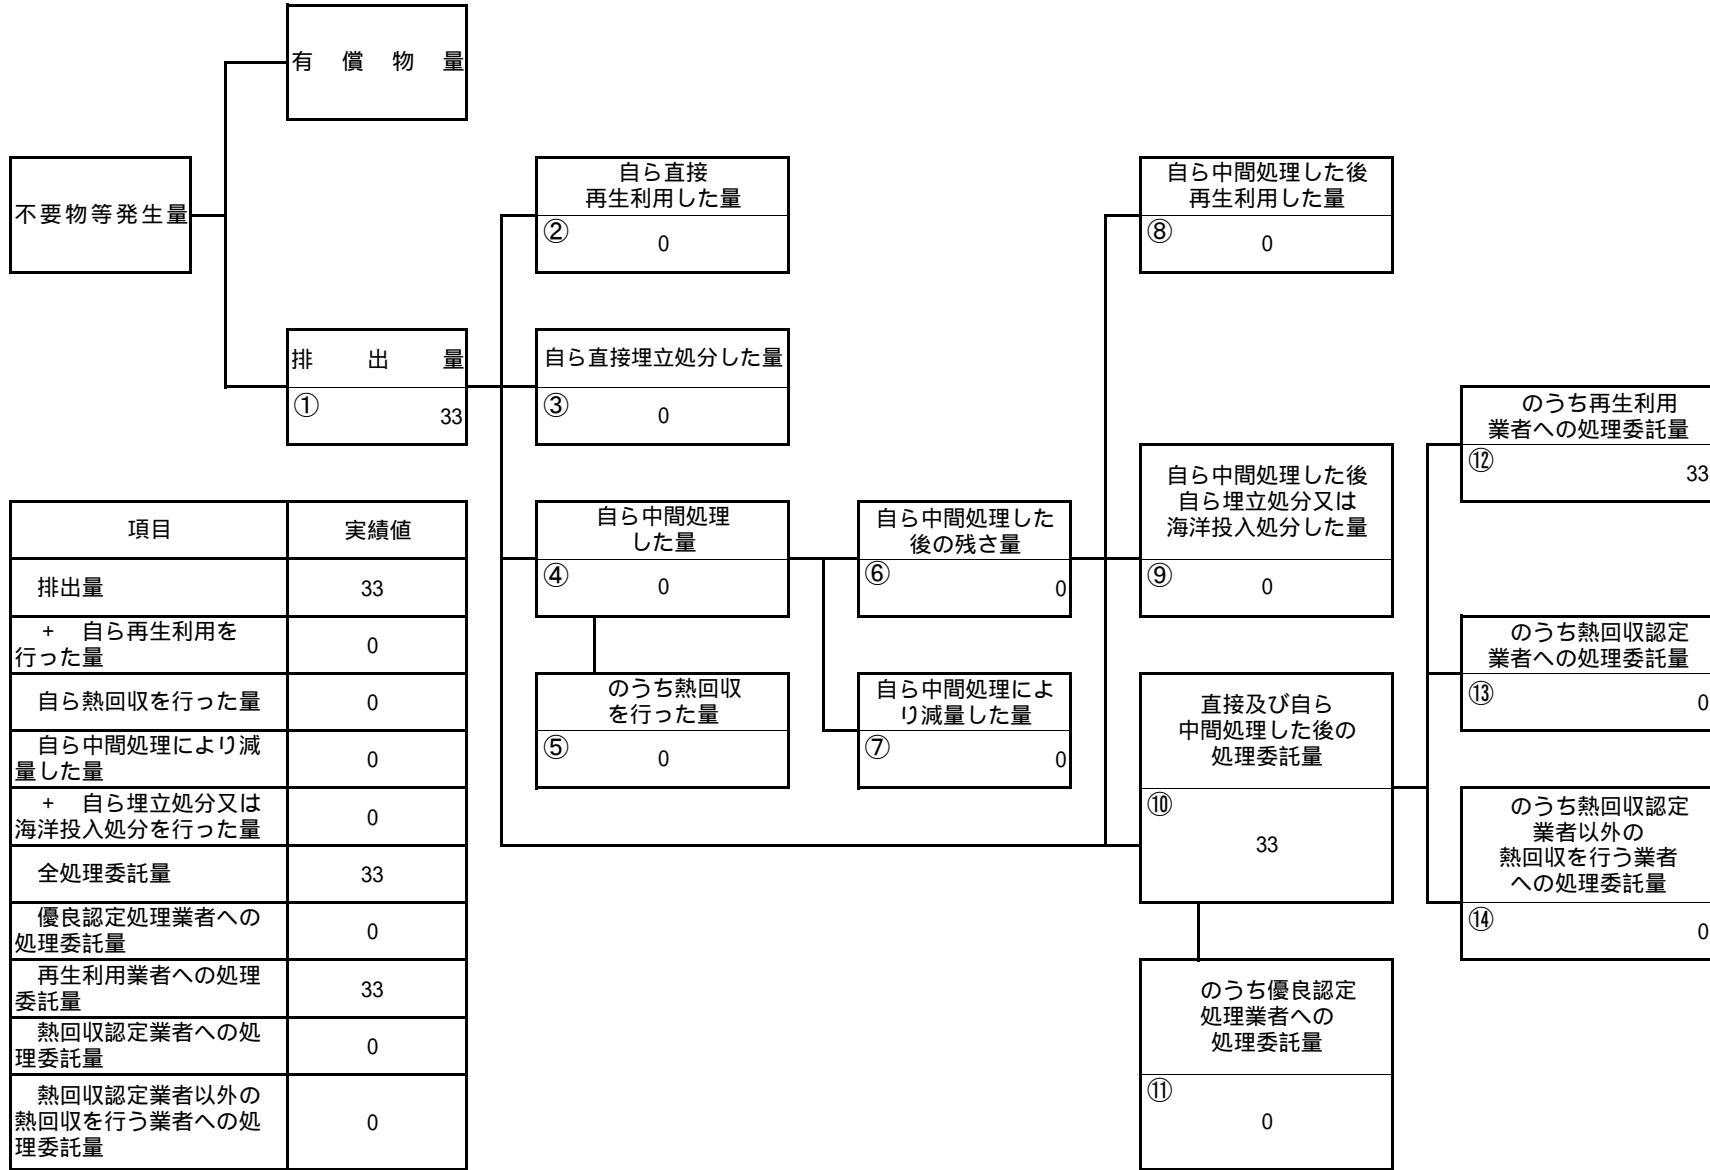 有償物量
不要物等発生量
排出量
① 33
自ら直接
再生利用した量
② 0
自ら直接埋立処分した量
③ 0
自ら中間処理
した量
④ 0
のうち熱回収
を行った量
⑤ 0
自ら中間処理した
後の残さ量
⑥ 0
自ら中間処理によ
り減量した量
⑦ 0
自ら中間処理した後
再生利用した量
⑧ 0
自ら中間処理した後
自ら埋立処分又は
海洋投入処分した量
⑨ 0
直接及び自ら
中間処理した後の
処理委託量
⑩
33
のうち優良認定
処理業者への
処理委託量
⑪
0
のうち再生利用
業者への処理委託量
⑫ 33
のうち熱回収認定
業者への処理委託量
⑬ 0
のうち熱回収認定
業者以外の
熱回収を行う業者
への処理委託量
⑭ 0
項目 実績値
排出量 33
+ 自ら再生利用を
行った量 0
自ら熱回収を行った量 0
自ら中間処理により減
量した量 0
+ 自ら埋立処分又は
海洋投入処分を行った量 0
全処理委託量 33
優良認定処理業者への
処理委託量 0
再生利用業者への処理
委託量 33
熱回収認定業者への処
理委託量 0
熱回収認定業者以外の
熱回収を行う業者への処
理委託量 0